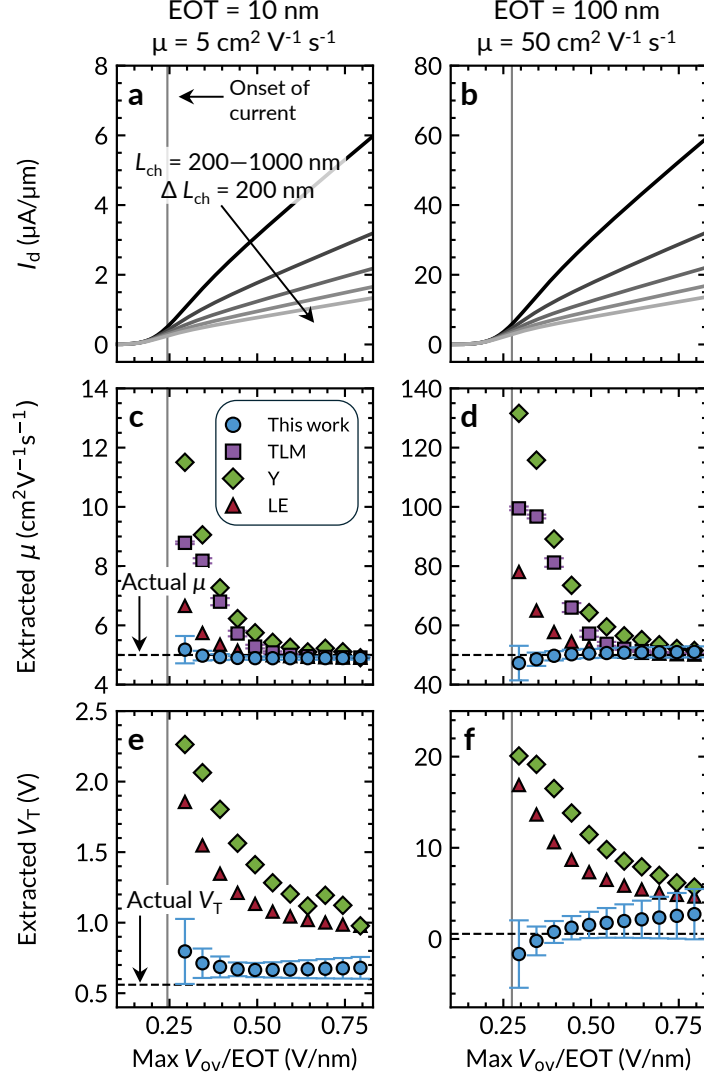 EOT = 10 nm
μ = 5 cm² V⁻¹ s⁻¹
EOT = 100 nm
μ = 50 cm² V⁻¹ s⁻¹
a
Onset of
current
L_ch = 200–1000 nm
Δ L_ch = 200 nm
8
6
4
2
0
I_d (μA/μm)
b
80
60
40
20
0
c
This work
TLM
Y
LE
Actual μ
14
12
10
8
6
4
Extracted μ (cm²V⁻¹s⁻¹)
d
140
120
100
80
60
40
e
Actual V_T
2.5
2.0
1.5
1.0
0.5
Extracted V_T (V)
0.25
0.50
0.75
Max V_ov/EOT (V/nm)
f
20
10
0
0.25
0.50
0.75
Max V_ov/EOT (V/nm)